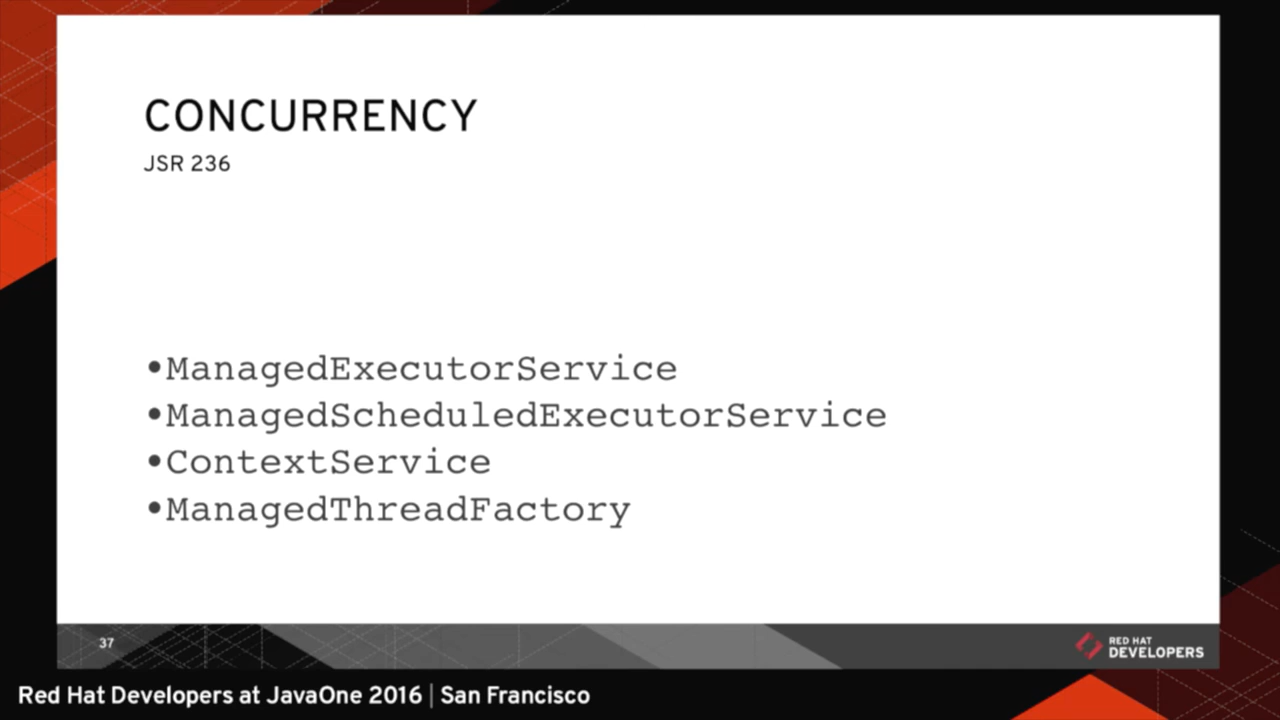 CONCURRENCY
JSR 236
•ManagedExecutorService
•ManagedScheduledExecutorService
•ContextService
•ManagedThreadFactory
37
RED HAT
DEVELOPERS
Red Hat Developers at JavaOne 2016 | San Francisco